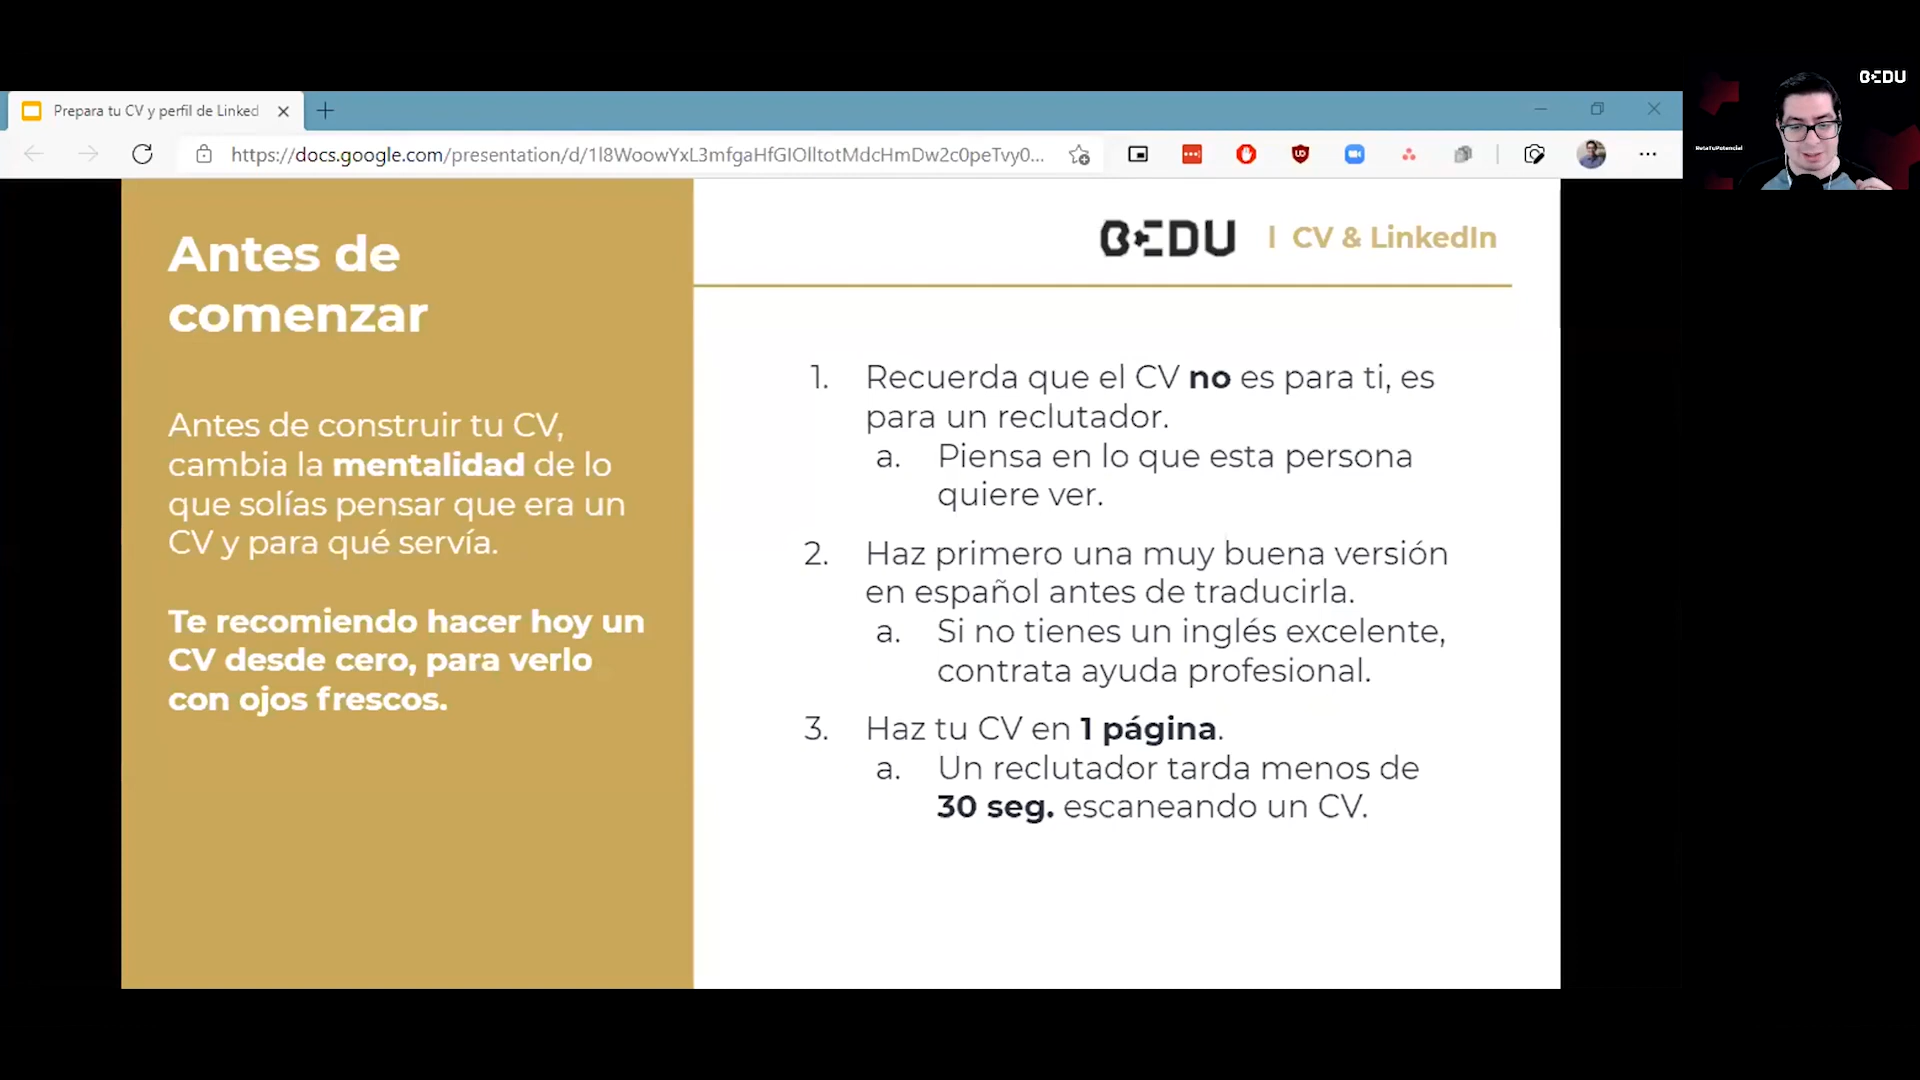 Prepara tu CV y perfil de Linked
https://docs.google.com/presentation/d/1l8WoowYxL3mfgaHfGIOlltotMdcHmDw2c0peTvy0...
BEDU
BetaTuPotencial
Antes de
comenzar
Antes de construir tu CV,
cambia la mentalidad de lo
que solías pensar que era un
CV y para qué servía.
Te recomiendo hacer hoy un
CV desde cero, para verlo
con ojos frescos.
BEDU | CV & LinkedIn
1. Recuerda que el CV no es para ti, es
para un reclutador.
a. Piensa en lo que esta persona
quiere ver.
2. Haz primero una muy buena versión
en español antes de traducirla.
a. Si no tienes un inglés excelente,
contrata ayuda profesional.
3. Haz tu CV en 1 página.
a. Un reclutador tarda menos de
30 seg. escaneando un CV.